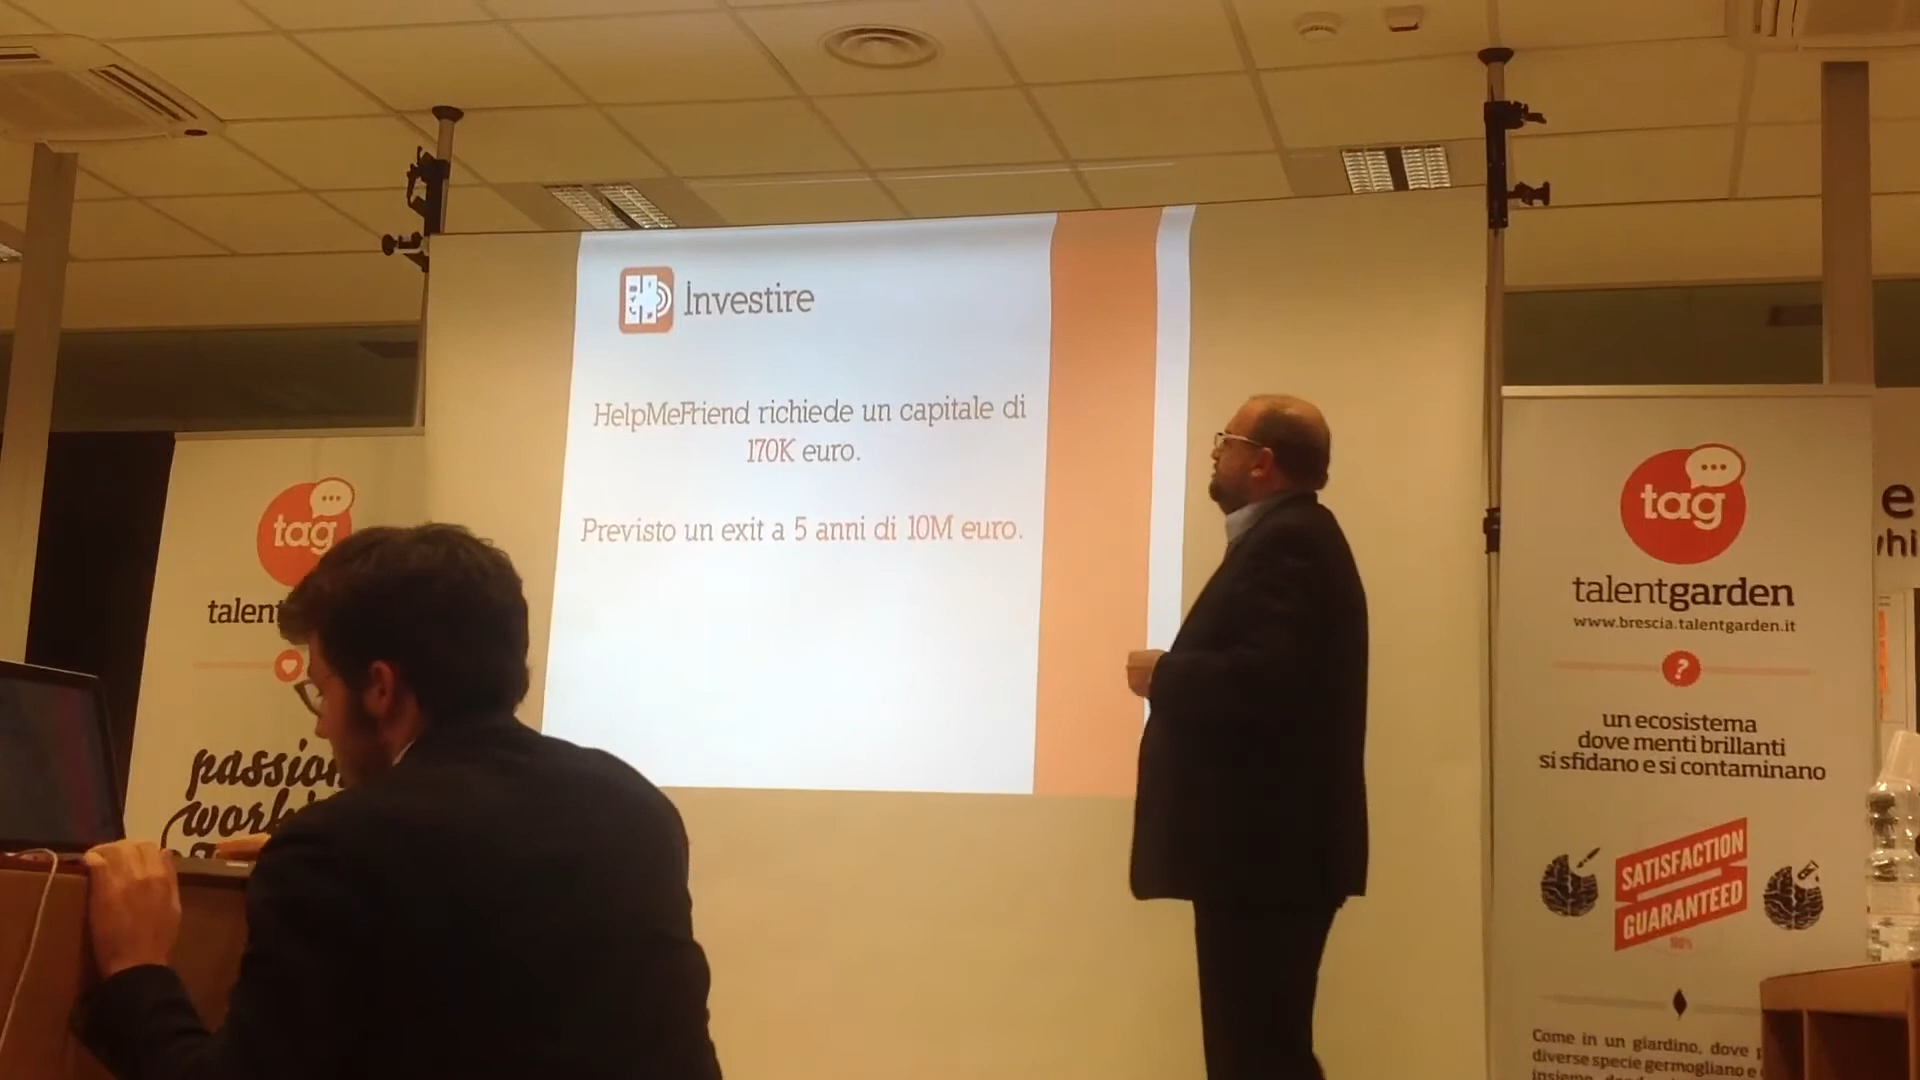 Investire
HelpMeFriend richiede un capitale di
170K euro.
Previsto un exit a 5 anni di 10M euro.
tag
talent
passion
tag
talentgarden
www.brescia.talentgarden.it
?
un ecosistema
dove menti brillanti
si sfidano e si contaminano
SATISFACTION
GUARANTEED
100%
Come in un giardino, dove
diverse specie germogliano e
insieme